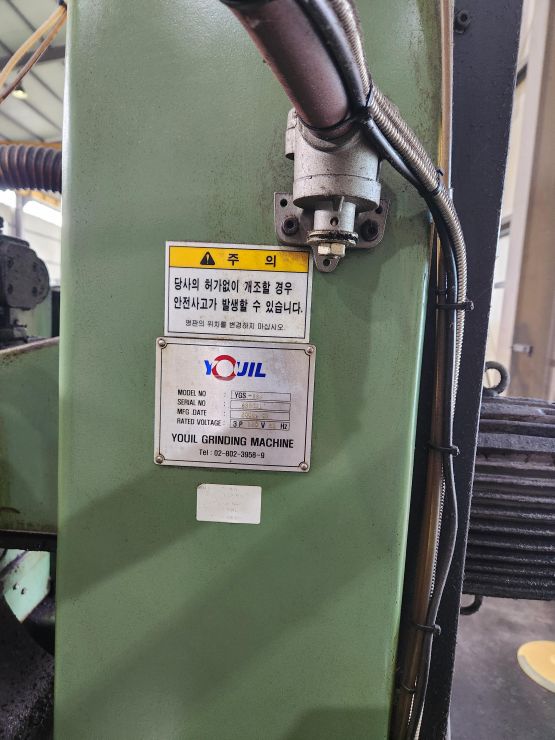 주 의
당사의 허가없이 개조할 경우
안전사고가 발생할 수 있습니다.
명판의 위치를 변경하지 마십시오.
YOUIL
MODEL NO : YGS-
SERIAL NO :
MFG DATE :
RATED VOLTAGE : 3 P V Hz
YOUIL GRINDING MACHINE
Tel : 02-802-3958~9